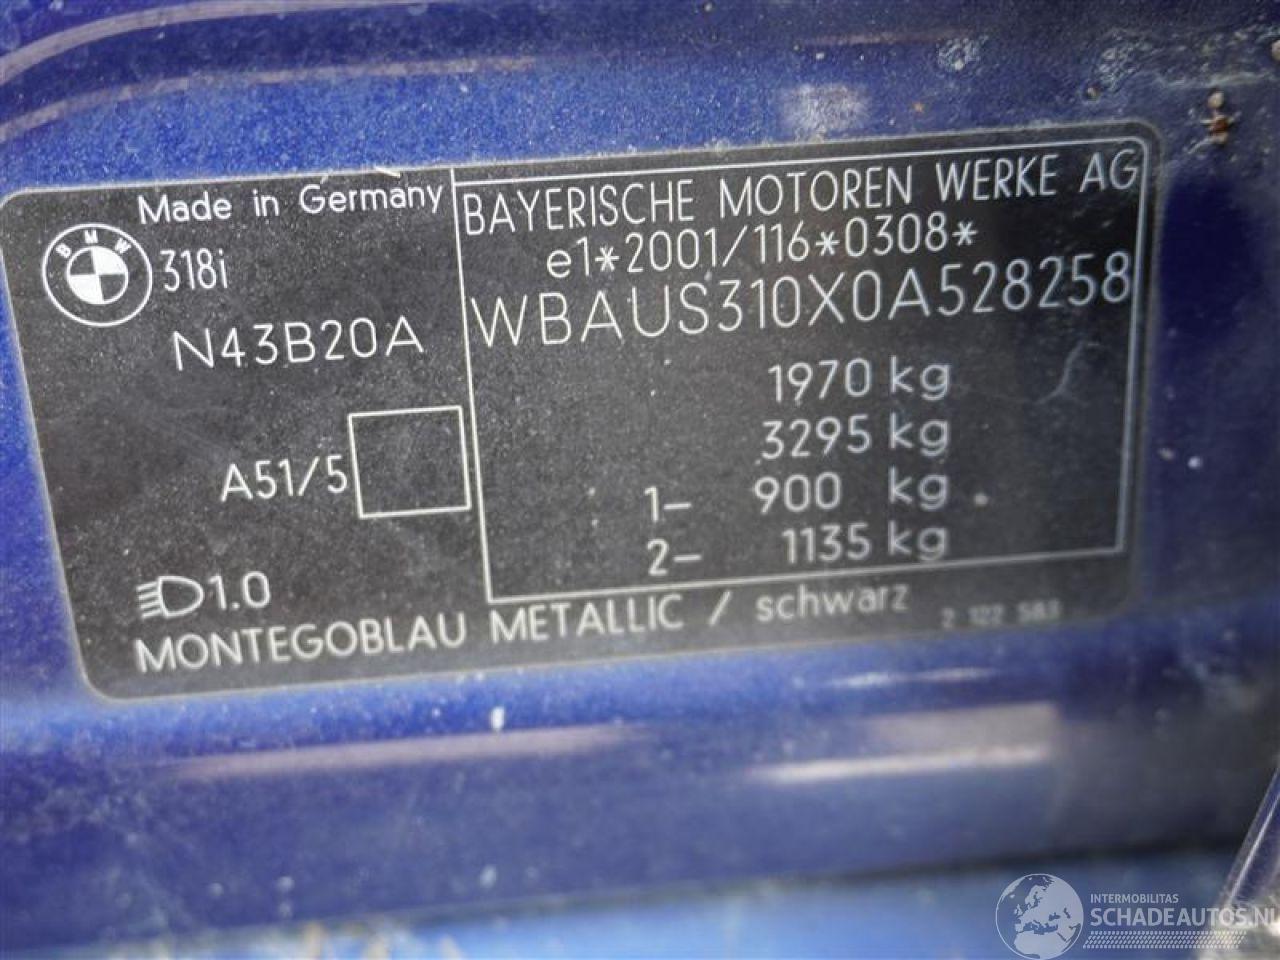 Made in Germany
BMW
318i
N43B20A
A51/5
1.0
BAYERISCHE MOTOREN WERKE AG
e1*2001/116*0308*
WBAUS310X0A528258
1970 kg
3295 kg
1- 900 kg
2- 1135 kg
MONTEGOBLAU METALLIC / schwarz
2 122 583
INTERMOBILITAS
SCHADEAUTOS.NL